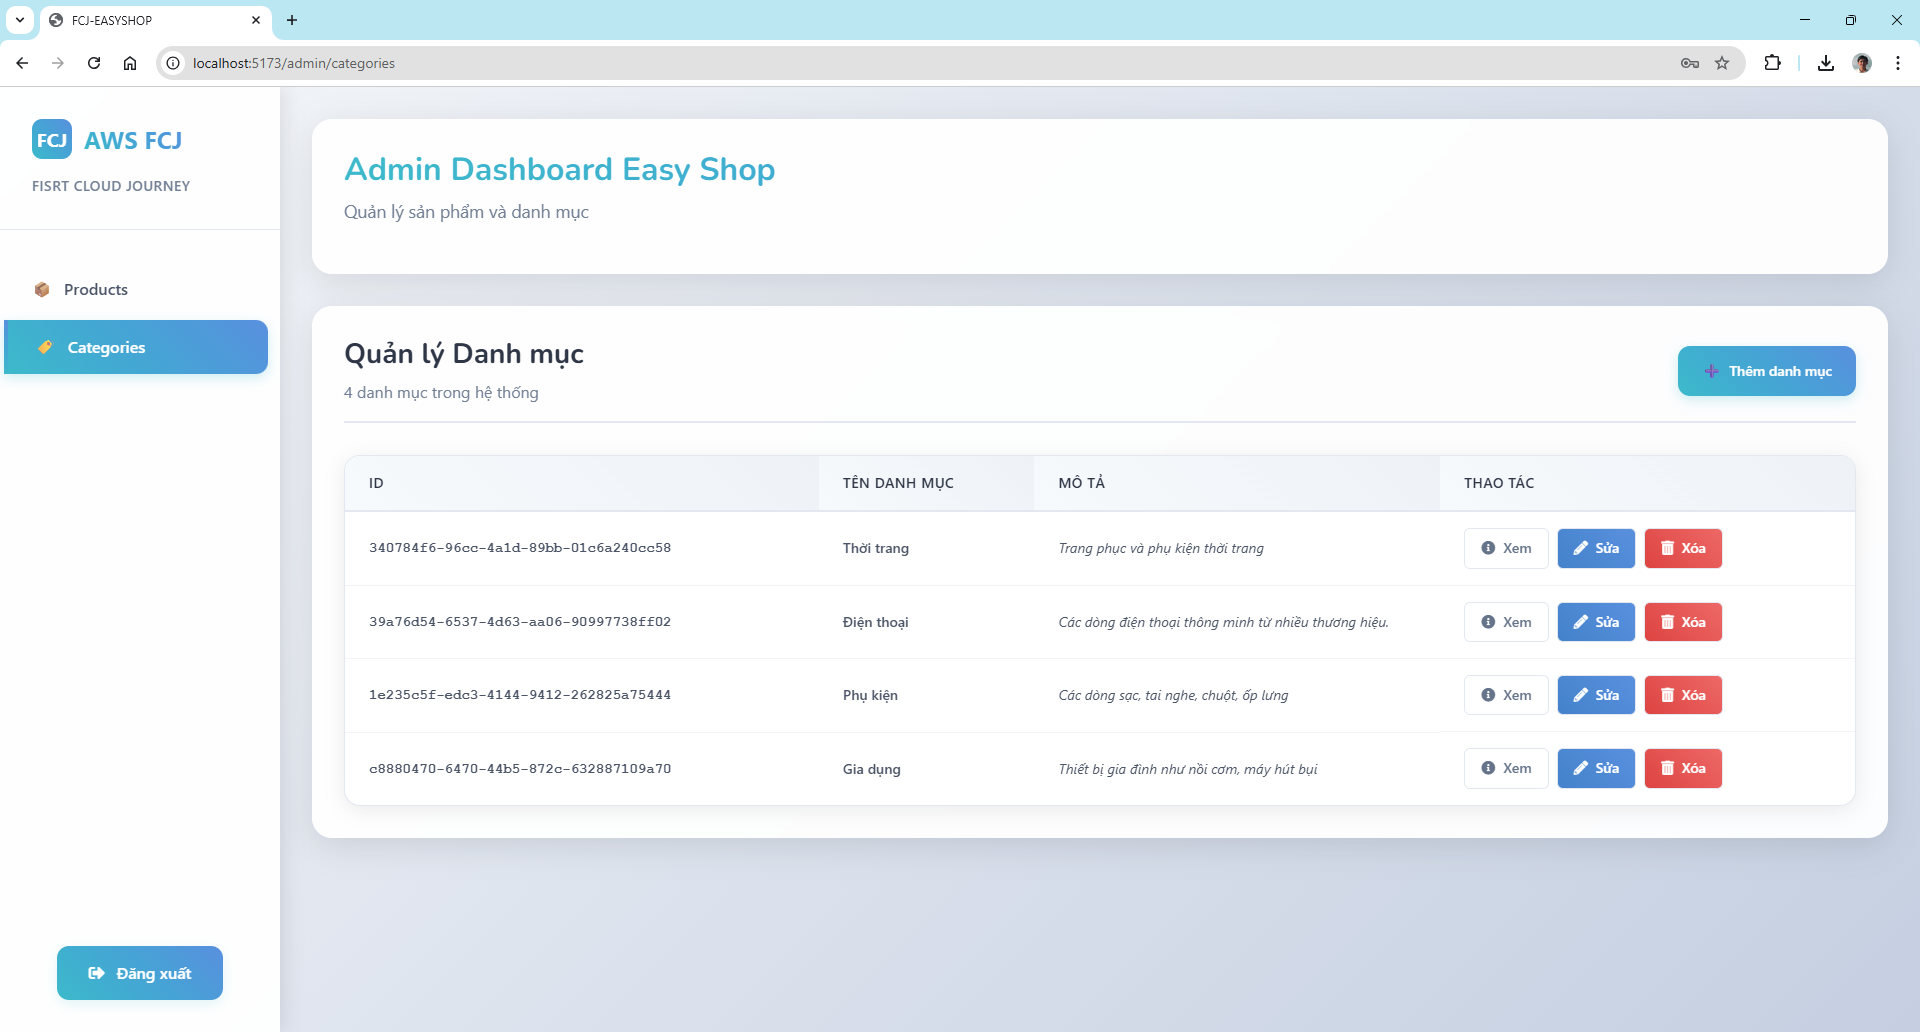 FCJ-EASYSHOP
localhost:5173/admin/categories
FCJ AWS FCJ
FISRT CLOUD JOURNEY
Products
Categories
Đăng xuất
Admin Dashboard Easy Shop
Quản lý sản phẩm và danh mục
Quản lý Danh mục
4 danh mục trong hệ thống
Thêm danh mục
ID TÊN DANH MỤC MÔ TẢ THAO TÁC
340784f6-96cc-4a1d-89bb-01c6a240cc58 Thời trang Trang phục và phụ kiện thời trang Xem Sửa Xóa
39a76d54-6537-4d63-aa06-90997738ff02 Điện thoại Các dòng điện thoại thông minh từ nhiều thương hiệu. Xem Sửa Xóa
1e235c5f-edc3-4144-9412-262825a75444 Phụ kiện Các dòng sạc, tai nghe, chuột, ốp lưng Xem Sửa Xóa
c8880470-6470-44b5-872c-632887109a70 Gia dụng Thiết bị gia đình như nồi cơm, máy hút bụi Xem Sửa Xóa